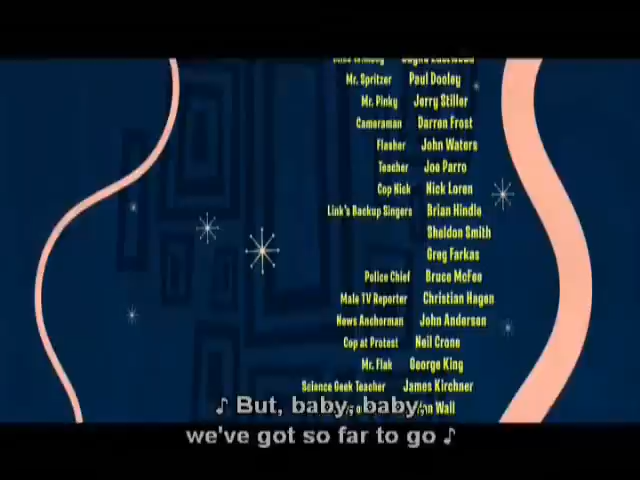 Mr. Spritzer Paul Dooley
Mr. Pinky Jerry Stiller
Cameraman Darren Frost
Flasher John Waters
Teacher Joe Parro
Cop Nick Nick Loren
Link's Backup Singers Brian Hindle
Sheldon Smith
Greg Farkas
Police Chief Bruce McFee
Male TV Reporter Christian Hagen
News Anchorman John Andersen
Cop at Protest Neil Crone
Mr. Flak George King
Science Geek Teacher James Kirchner
Wall
♪ But, baby, baby,
we've got so far to go ♪